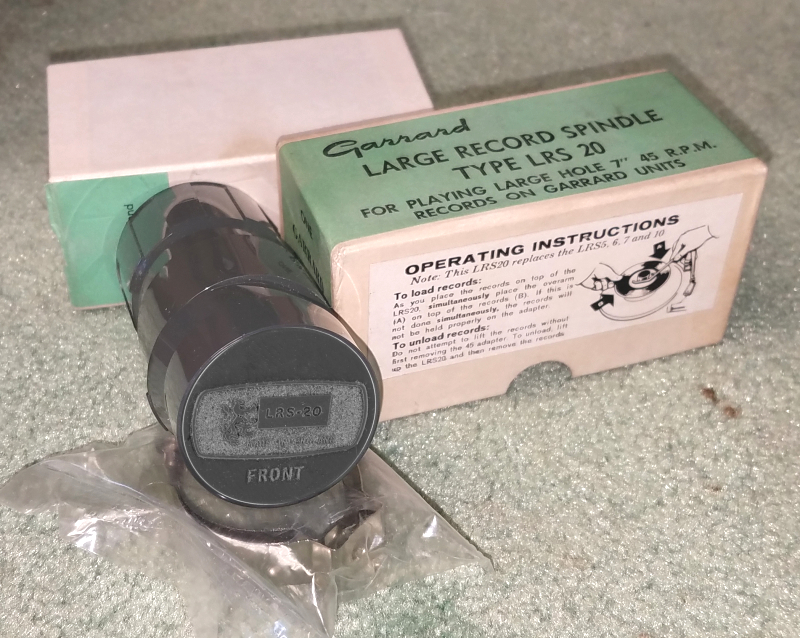 Garrard
LARGE RECORD SPINDLE
TYPE LRS 20
FOR PLAYING LARGE HOLE 7" 45 R.P.M.
RECORDS ON GARRARD UNITS
OPERATING INSTRUCTIONS
Note: This LRS20 replaces the LRS5, 6, 7 and 10
To load records:
As you place the records on top of the
LRS20, simultaneously place the overarm
(A) on top of the records (B). If this is
not done simultaneously, the records will
not be held properly on the adapter.
To unload records:
Do not attempt to lift the records without
first removing the 45 adapter. To unload, lift
up the LRS20 and then remove the records
LRS-20
FRONT